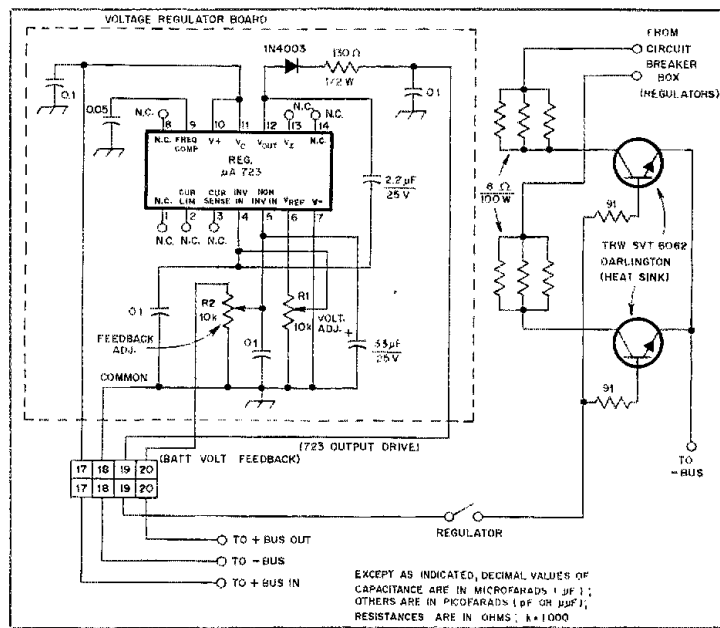 VOLTAGE REGULATOR BOARD
1N4003
130 Ω
1/2 W
0.1
0.05
0.1
N.C.
N.C.
N.C.
8 9 10 11 12 13 14
N.C. FREQ COMP V+ VC VOUT VZ N.C.
REG.
μA 723
N.C. CUR LIM CUR SENSE INV IN NON INV IN VREF V-
1 2 3 4 5 6 7
N.C. N.C. N.C.
2.2 μF
25 V
0.1
R2
10k
FEEDBACK
ADJ.
0.1
R1
10k
VOLT.
ADJ.
+
33 μF
25 V
COMMON
FROM
CIRCUIT
BREAKER
BOX
(REGULATORS)
8 Ω
100 W
91
TRW SVT 6062
DARLINGTON
(HEAT SINK)
91
TO
-BUS
(723 OUTPUT DRIVE)
(BATT VOLT FEEDBACK)
17 18 19 20
17 18 19 20
REGULATOR
TO + BUS OUT
TO -BUS
TO + BUS IN
EXCEPT AS INDICATED, DECIMAL VALUES OF
CAPACITANCE ARE IN MICROFARADS ( μF ) ;
OTHERS ARE IN PICOFARADS ( pF OR μμF);
RESISTANCES ARE IN OHMS; k=1000